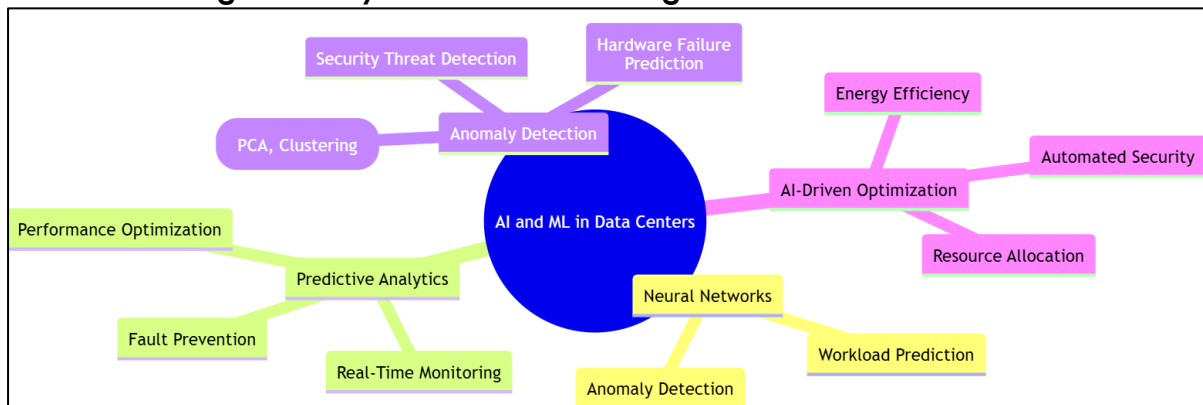 Security Threat Detection
Hardware Failure
Prediction
Anomaly Detection
PCA, Clustering
Energy Efficiency
Automated Security
AI-Driven Optimization
Resource Allocation
AI and ML in Data Centers
Performance Optimization
Predictive Analytics
Fault Prevention
Real-Time Monitoring
Neural Networks
Workload Prediction
Anomaly Detection